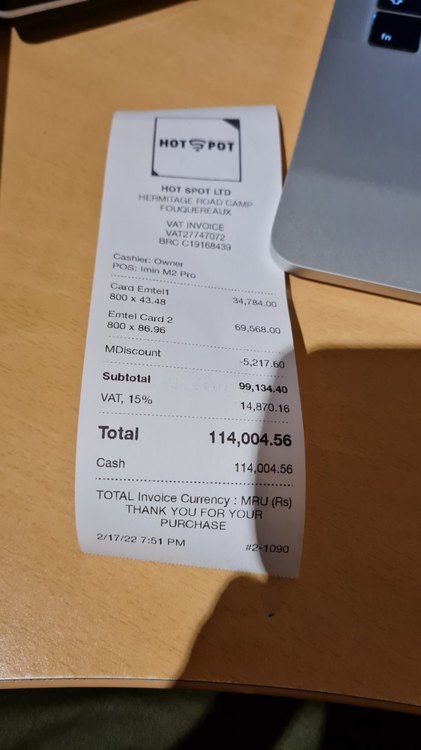 HOT SPOT
HOT SPOT LTD
HERMITAGE ROAD CAMP
FOUQUEREAUX
VAT INVOICE
VAT27747072
BRC C19168439
Cashier: Owner
POS: Imin M2 Pro
Card Emtel1
800 x 43.48 34,784.00
Emtel Card 2
800 x 86.96 69,568.00
MDiscount -5,217.60
Subtotal 99,134.40
VAT, 15% 14,870.16
Total 114,004.56
Cash 114,004.56
TOTAL Invoice Currency : MRU (Rs)
THANK YOU FOR YOUR
PURCHASE
2/17/22 7:51 PM #2-1090
fn